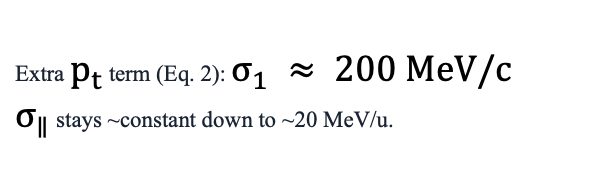 Extra pₜ term (Eq. 2): σ₁ ≈ 200 MeV/c
σ∥ stays ~constant down to ~20 MeV/u.